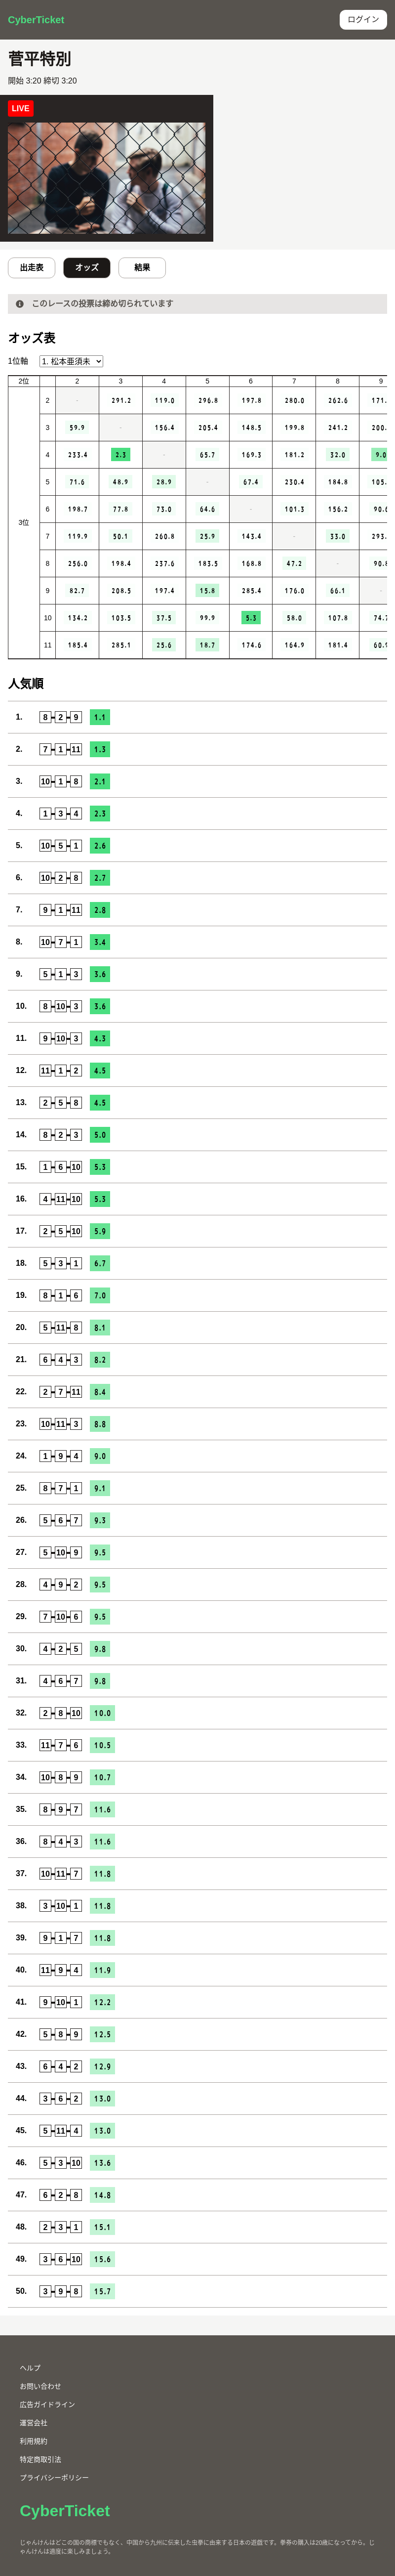 CyberTicket
ログイン
菅平特別
開始 3:20 締切 3:20
LIVE
出走表 オッズ 結果
このレースの投票は締め切られています
オッズ表
1位軸 1. 松本亜須未
2位 2 3 4 5 6 7 8 9
3位
2 - 291.2 119.0 296.8 197.8 280.0 262.6 171.
3 59.9 - 156.4 205.4 148.5 199.8 241.2 200.
4 233.4 2.3 - 65.7 169.3 181.2 32.0 9.0
5 71.6 48.9 28.9 - 67.4 230.4 184.8 105.
6 198.7 77.8 73.0 64.6 - 101.3 156.2 90.6
7 119.9 50.1 260.8 25.9 143.4 - 33.0 293.
8 256.0 198.4 237.6 183.5 168.8 47.2 - 90.8
9 82.7 208.5 197.4 15.8 285.4 176.0 66.1 -
10 134.2 103.5 37.5 99.9 5.3 58.0 107.8 74.7
11 185.4 285.1 25.6 18.7 174.6 164.9 181.4 60.9
人気順
1. 8-2-9 1.1
2. 7-1-11 1.3
3. 10-1-8 2.1
4. 1-3-4 2.3
5. 10-5-1 2.6
6. 10-2-8 2.7
7. 9-1-11 2.8
8. 10-7-1 3.4
9. 5-1-3 3.6
10. 8-10-3 3.6
11. 9-10-3 4.3
12. 11-1-2 4.5
13. 2-5-8 4.5
14. 8-2-3 5.0
15. 1-6-10 5.3
16. 4-11-10 5.3
17. 2-5-10 5.9
18. 5-3-1 6.7
19. 8-1-6 7.0
20. 5-11-8 8.1
21. 6-4-3 8.2
22. 2-7-11 8.4
23. 10-11-3 8.8
24. 1-9-4 9.0
25. 8-7-1 9.1
26. 5-6-7 9.3
27. 5-10-9 9.5
28. 4-9-2 9.5
29. 7-10-6 9.5
30. 4-2-5 9.8
31. 4-6-7 9.8
32. 2-8-10 10.0
33. 11-7-6 10.5
34. 10-8-9 10.7
35. 8-9-7 11.6
36. 8-4-3 11.6
37. 10-11-7 11.8
38. 3-10-1 11.8
39. 9-1-7 11.8
40. 11-9-4 11.9
41. 9-10-1 12.2
42. 5-8-9 12.5
43. 6-4-2 12.9
44. 3-6-2 13.0
45. 5-11-4 13.0
46. 5-3-10 13.6
47. 6-2-8 14.8
48. 2-3-1 15.1
49. 3-6-10 15.6
50. 3-9-8 15.7
ヘルプ
お問い合わせ
広告ガイドライン
運営会社
利用規約
特定商取引法
プライバシーポリシー
CyberTicket
じゃんけんはどこの国の商標でもなく、中国から九州に伝来した虫拳に由来する日本の遊戯です。拳券の購入は20歳になってから。じ
ゃんけんは適度に楽しみましょう。